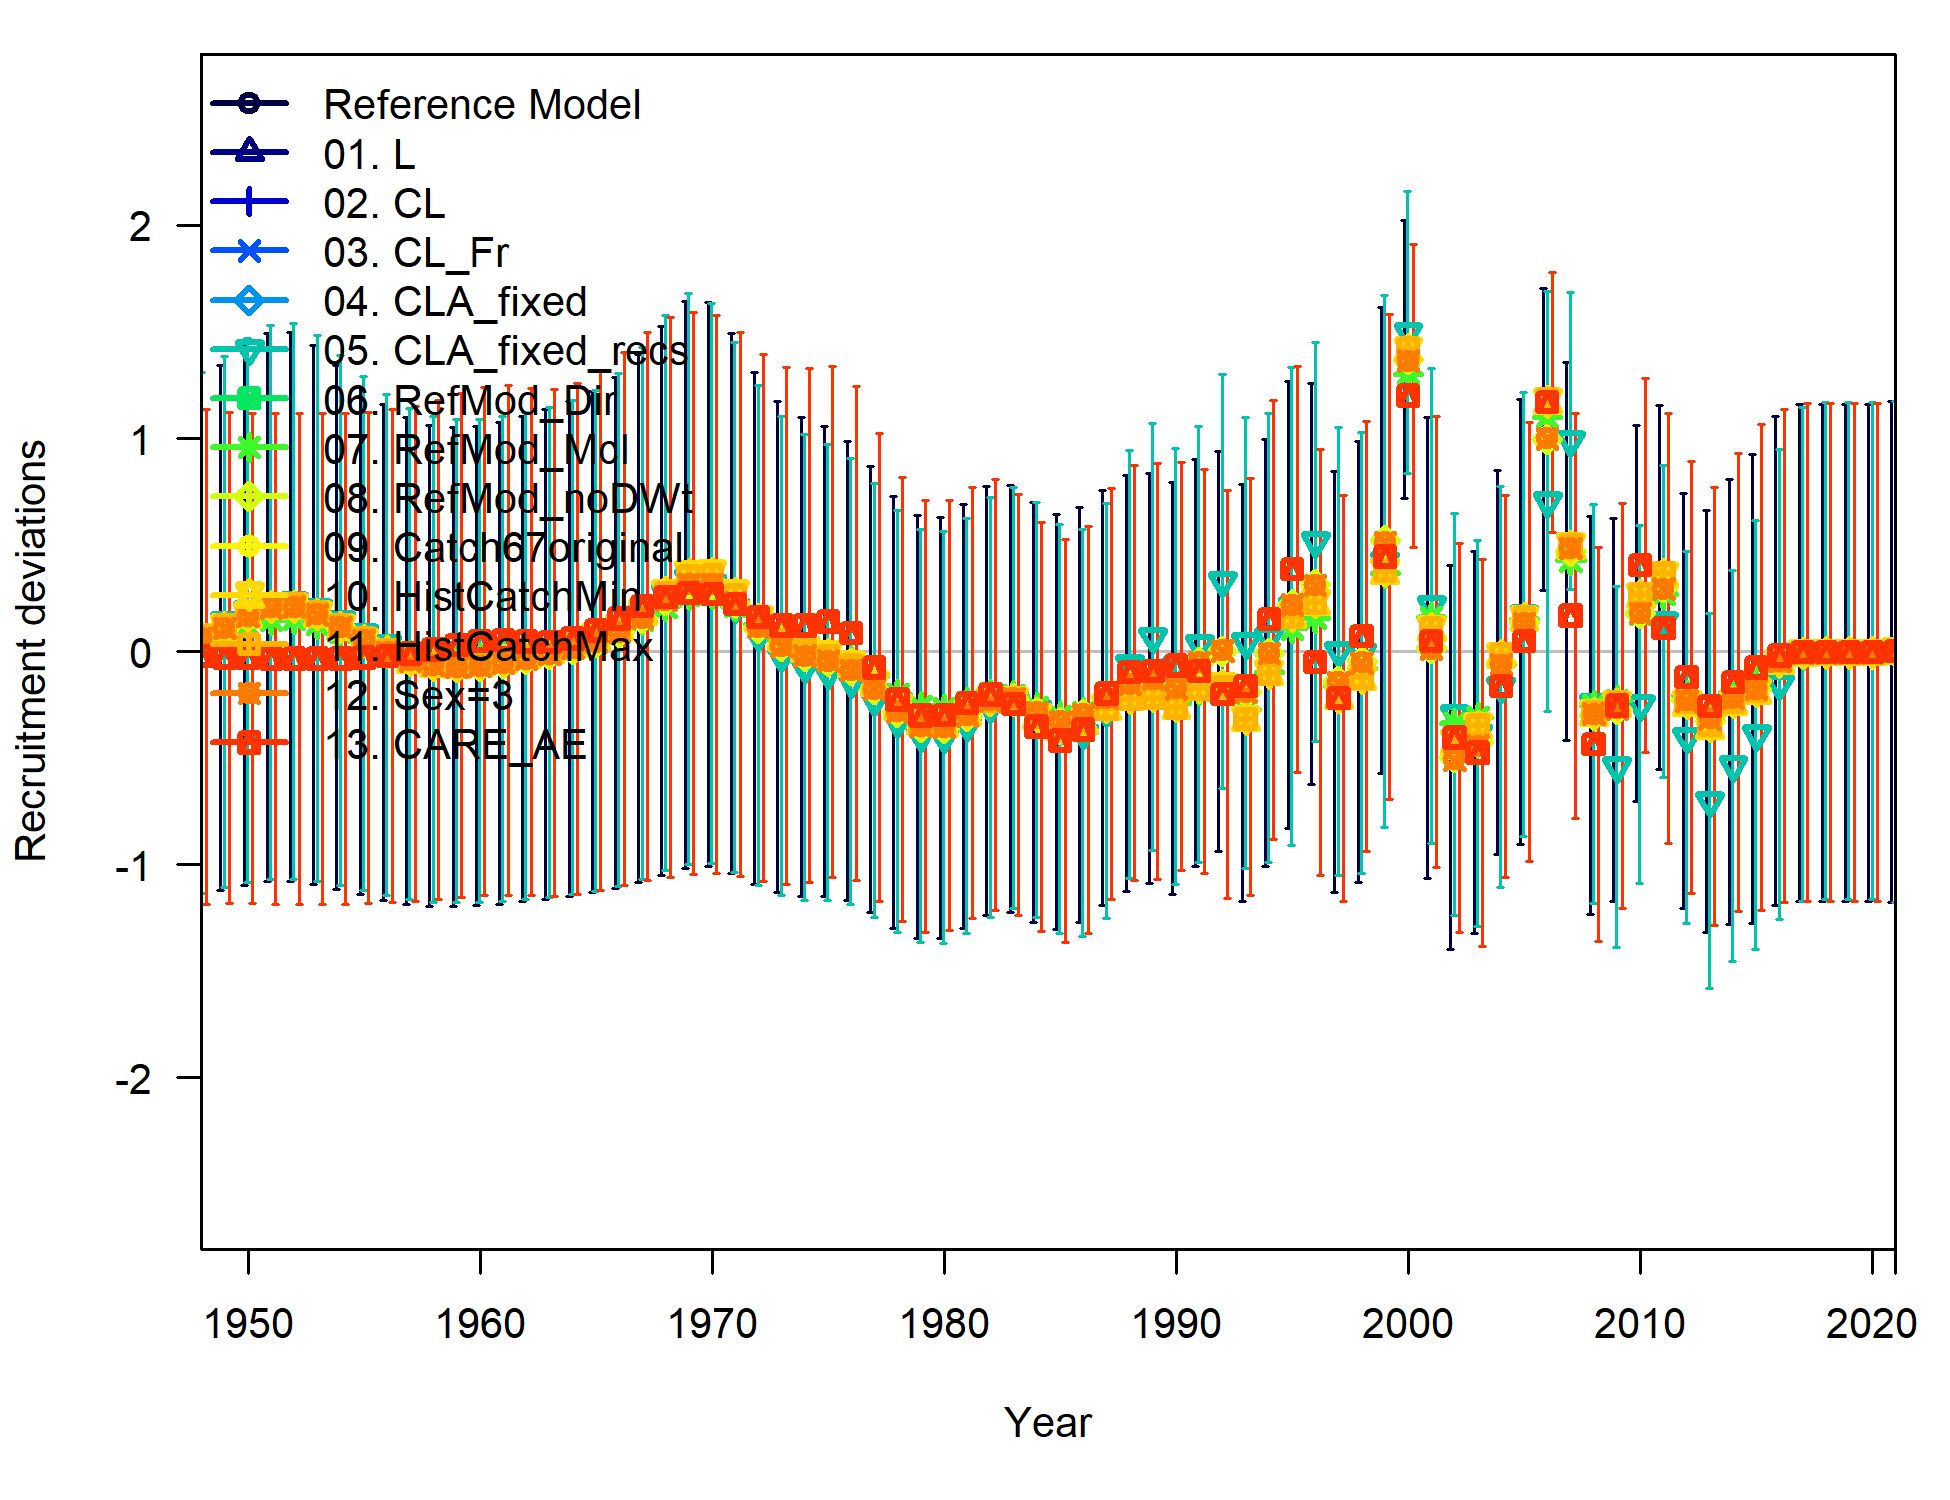 Reference Model
01. L
02. CL
03. CL_Fr
04. CLA_fixed
05. CLA_fixed_recs
06. RefMod_Dir
07. RefMod_McI
08. RefMod_noDWt
09. Catch67original
10. HistCatchMin
11. HistCatchMax
12. Sex=3
13. CARE_AE
Recruitment deviations
2
1
0
-1
-2
1950 1960 1970 1980 1990 2000 2010 2020
Year